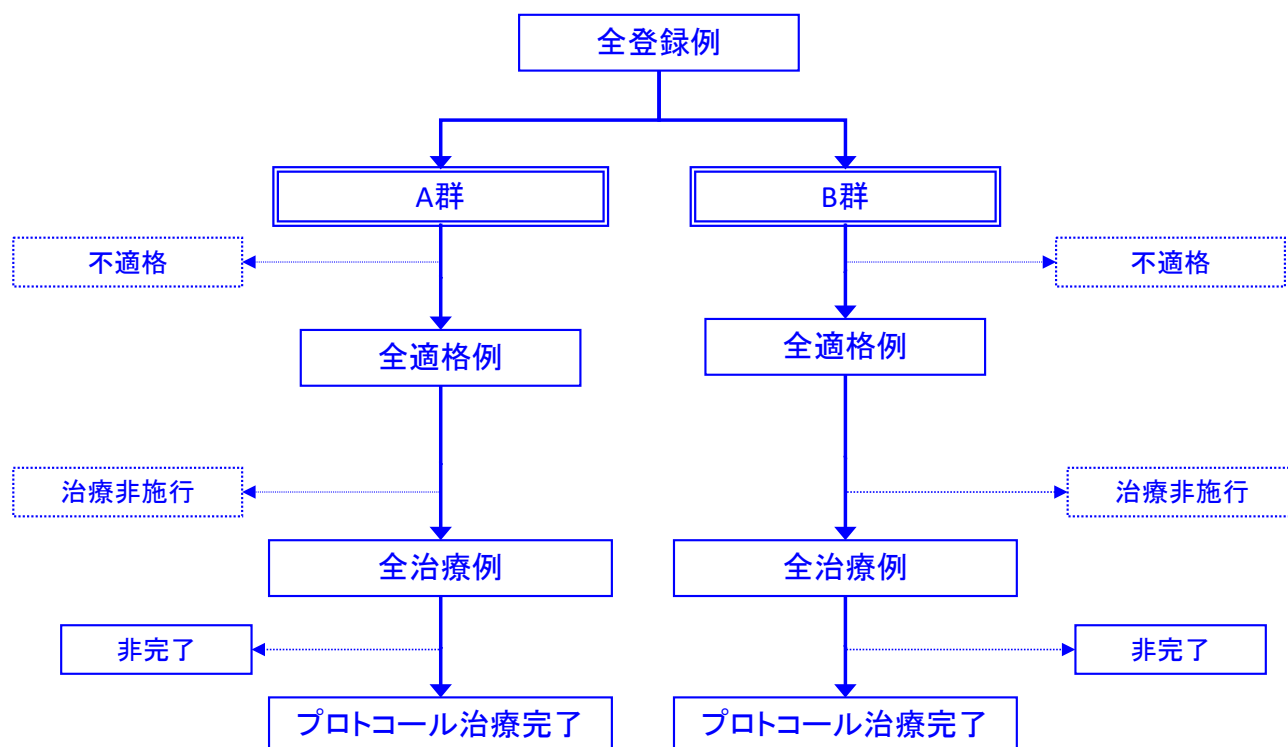 全登録例
A群
B群
不適格
不適格
全適格例
全適格例
治療非施行
治療非施行
全治療例
全治療例
非完了
非完了
プロトコール治療完了
プロトコール治療完了